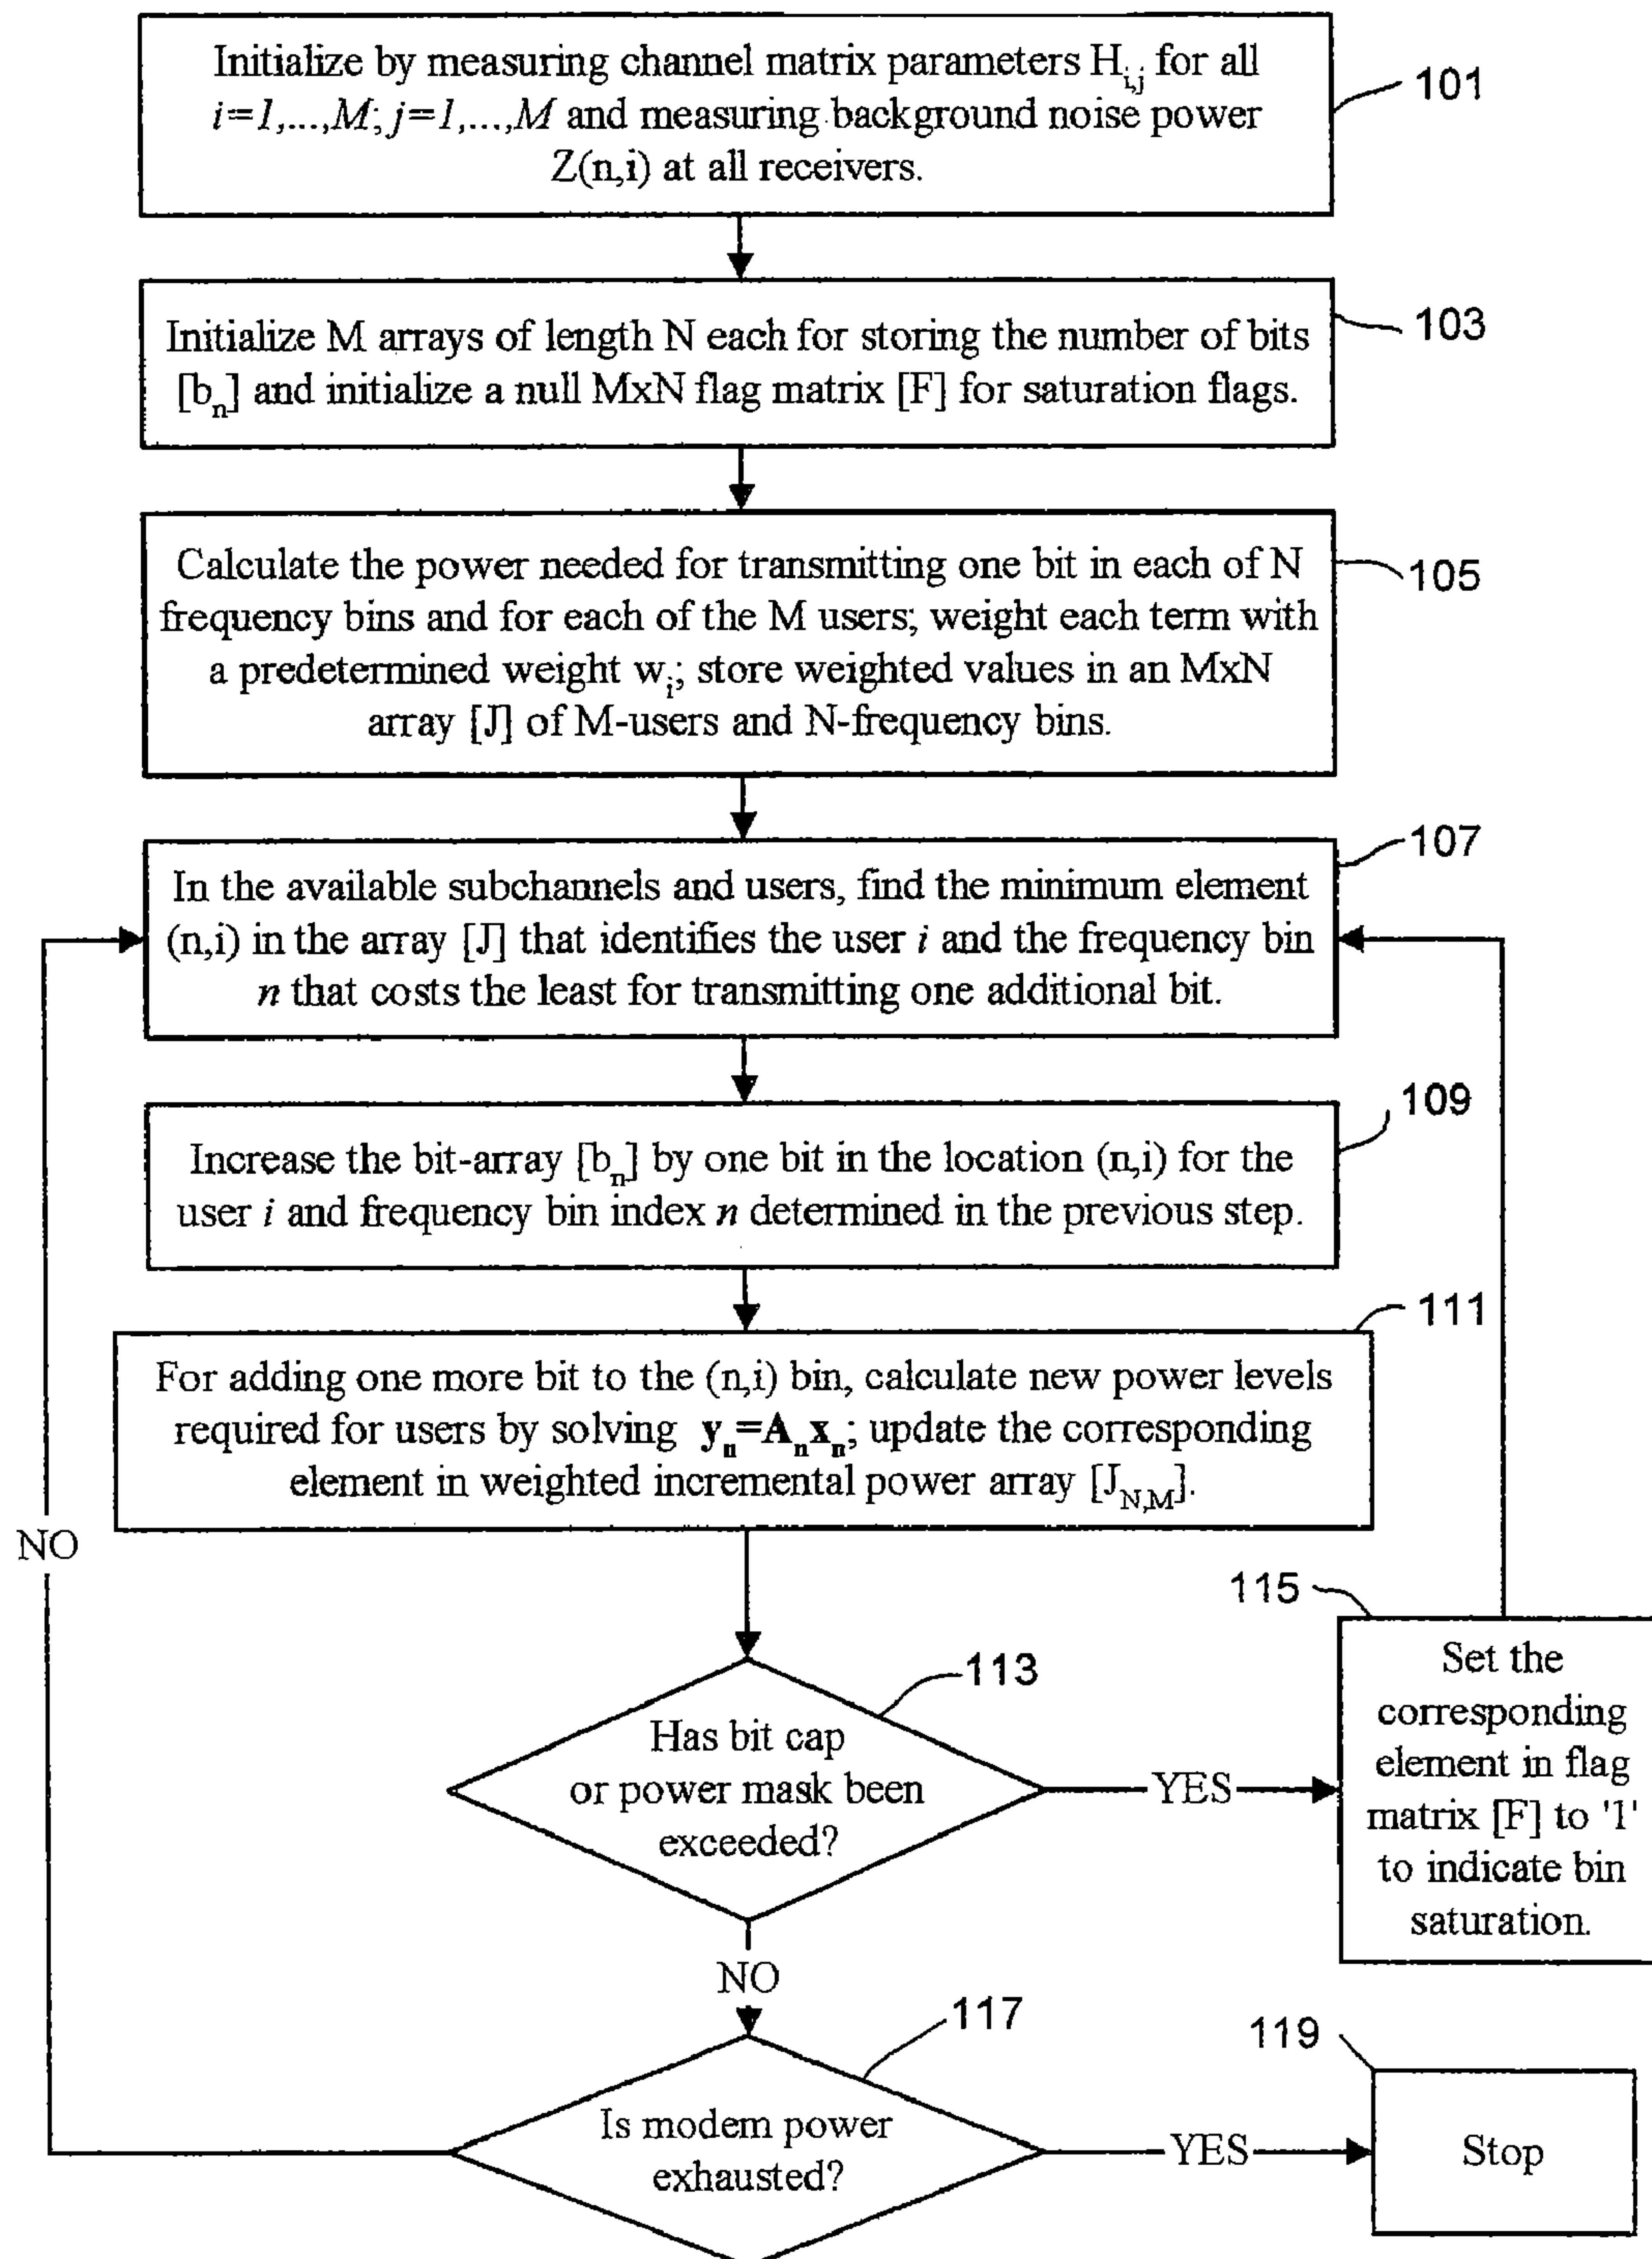 Initialize by measuring channel matrix parameters H_{i,j} for all
i=1,...,M; j=1,...,M and measuring background noise power
Z(n,i) at all receivers.
101
Initialize M arrays of length N each for storing the number of bits
[b_n] and initialize a null MxN flag matrix [F] for saturation flags.
103
Calculate the power needed for transmitting one bit in each of N
frequency bins and for each of the M users; weight each term with
a predetermined weight w_i; store weighted values in an MxN
array [J] of M-users and N-frequency bins.
105
In the available subchannels and users, find the minimum element
(n,i) in the array [J] that identifies the user i and the frequency bin
n that costs the least for transmitting one additional bit.
107
Increase the bit-array [b_n] by one bit in the location (n,i) for the
user i and frequency bin index n determined in the previous step.
109
For adding one more bit to the (n,i) bin, calculate new power levels
required for users by solving y_n=A_nx_n; update the corresponding
element in weighted incremental power array [J_{N,M}].
111
NO
Has bit cap
or power mask been
exceeded?
113
YES
115
Set the
corresponding
element in flag
matrix [F] to '1'
to indicate bin
saturation.
NO
Is modem power
exhausted?
117
YES
119
Stop